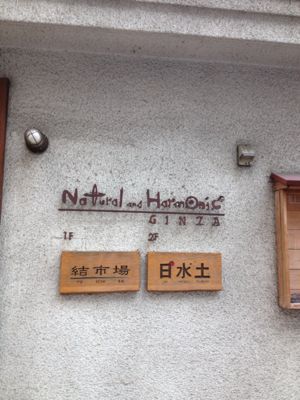 Natural and Harmonic
GINZA
1F 2F
結市場
日水土